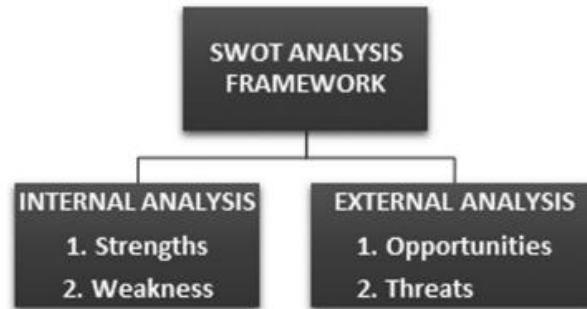 SWOT ANALYSIS
FRAMEWORK
INTERNAL ANALYSIS
1. Strengths
2. Weakness
EXTERNAL ANALYSIS
1. Opportunities
2. Threats